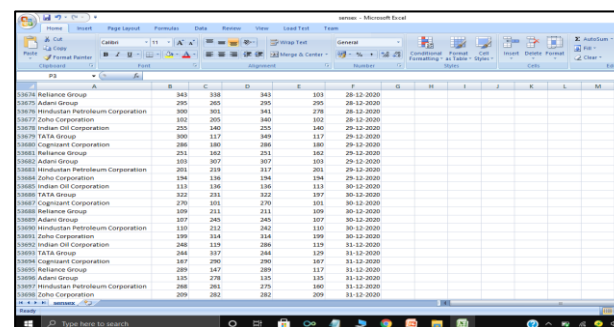 sensex - Microsoft Excel
Home Insert Page Layout Formulas Data Review View Load Test Team
Cut
Copy
Format Painter
Paste
Clipboard
Calibri 11
Font
Wrap Text
Merge & Center
Alignment
General
Number
Conditional Formatting
Format as Table
Cell Styles
Styles
Insert Delete Format
Cells
AutoSum
Fill
Clear
P3
A B C D E F G H I J K L M
53674 Reliance Group 343 338 343 103 28-12-2020
53675 Adani Group 295 265 295 295 28-12-2020
53676 Hindustan Petroleum Corporation 300 301 341 278 28-12-2020
53677 Zoho Corporation 102 205 340 102 28-12-2020
53678 Indian Oil Corporation 255 140 255 140 29-12-2020
53679 TATA Group 300 117 349 117 29-12-2020
53680 Cognizant Corporation 286 180 286 180 29-12-2020
53681 Reliance Group 251 162 251 162 29-12-2020
53682 Adani Group 103 307 307 103 29-12-2020
53683 Hindustan Petroleum Corporation 201 219 317 201 29-12-2020
53684 Zoho Corporation 194 136 194 194 29-12-2020
53685 Indian Oil Corporation 113 136 136 113 30-12-2020
53686 TATA Group 322 231 322 197 30-12-2020
53687 Cognizant Corporation 270 101 270 101 30-12-2020
53688 Reliance Group 109 211 211 109 30-12-2020
53689 Adani Group 107 245 245 107 30-12-2020
53690 Hindustan Petroleum Corporation 110 212 242 110 30-12-2020
53691 Zoho Corporation 199 314 314 199 30-12-2020
53692 Indian Oil Corporation 248 119 286 119 31-12-2020
53693 TATA Group 244 337 244 129 31-12-2020
53694 Cognizant Corporation 167 290 290 167 31-12-2020
53695 Reliance Group 289 147 289 117 31-12-2020
53696 Adani Group 135 278 135 135 31-12-2020
53697 Hindustan Petroleum Corporation 268 261 275 160 31-12-2020
53698 Zoho Corporation 209 282 282 209 31-12-2020
sensex
Ready
Type here to search